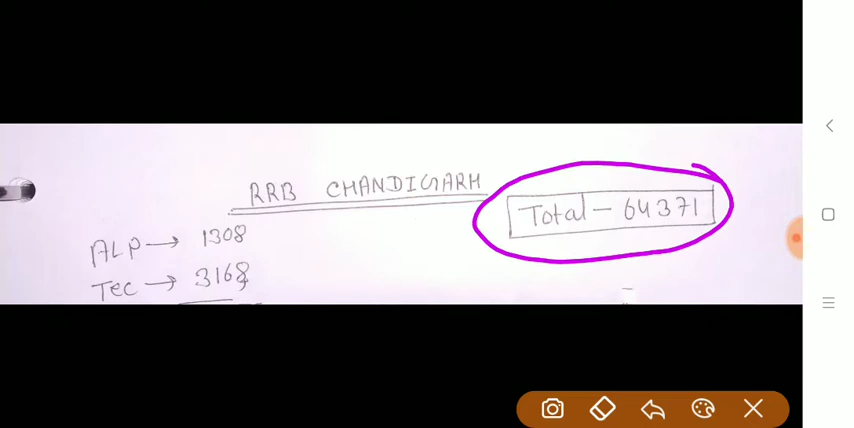 RRB CHANDIGARH
Total - 64371
ALP → 1308
Tec → 3168